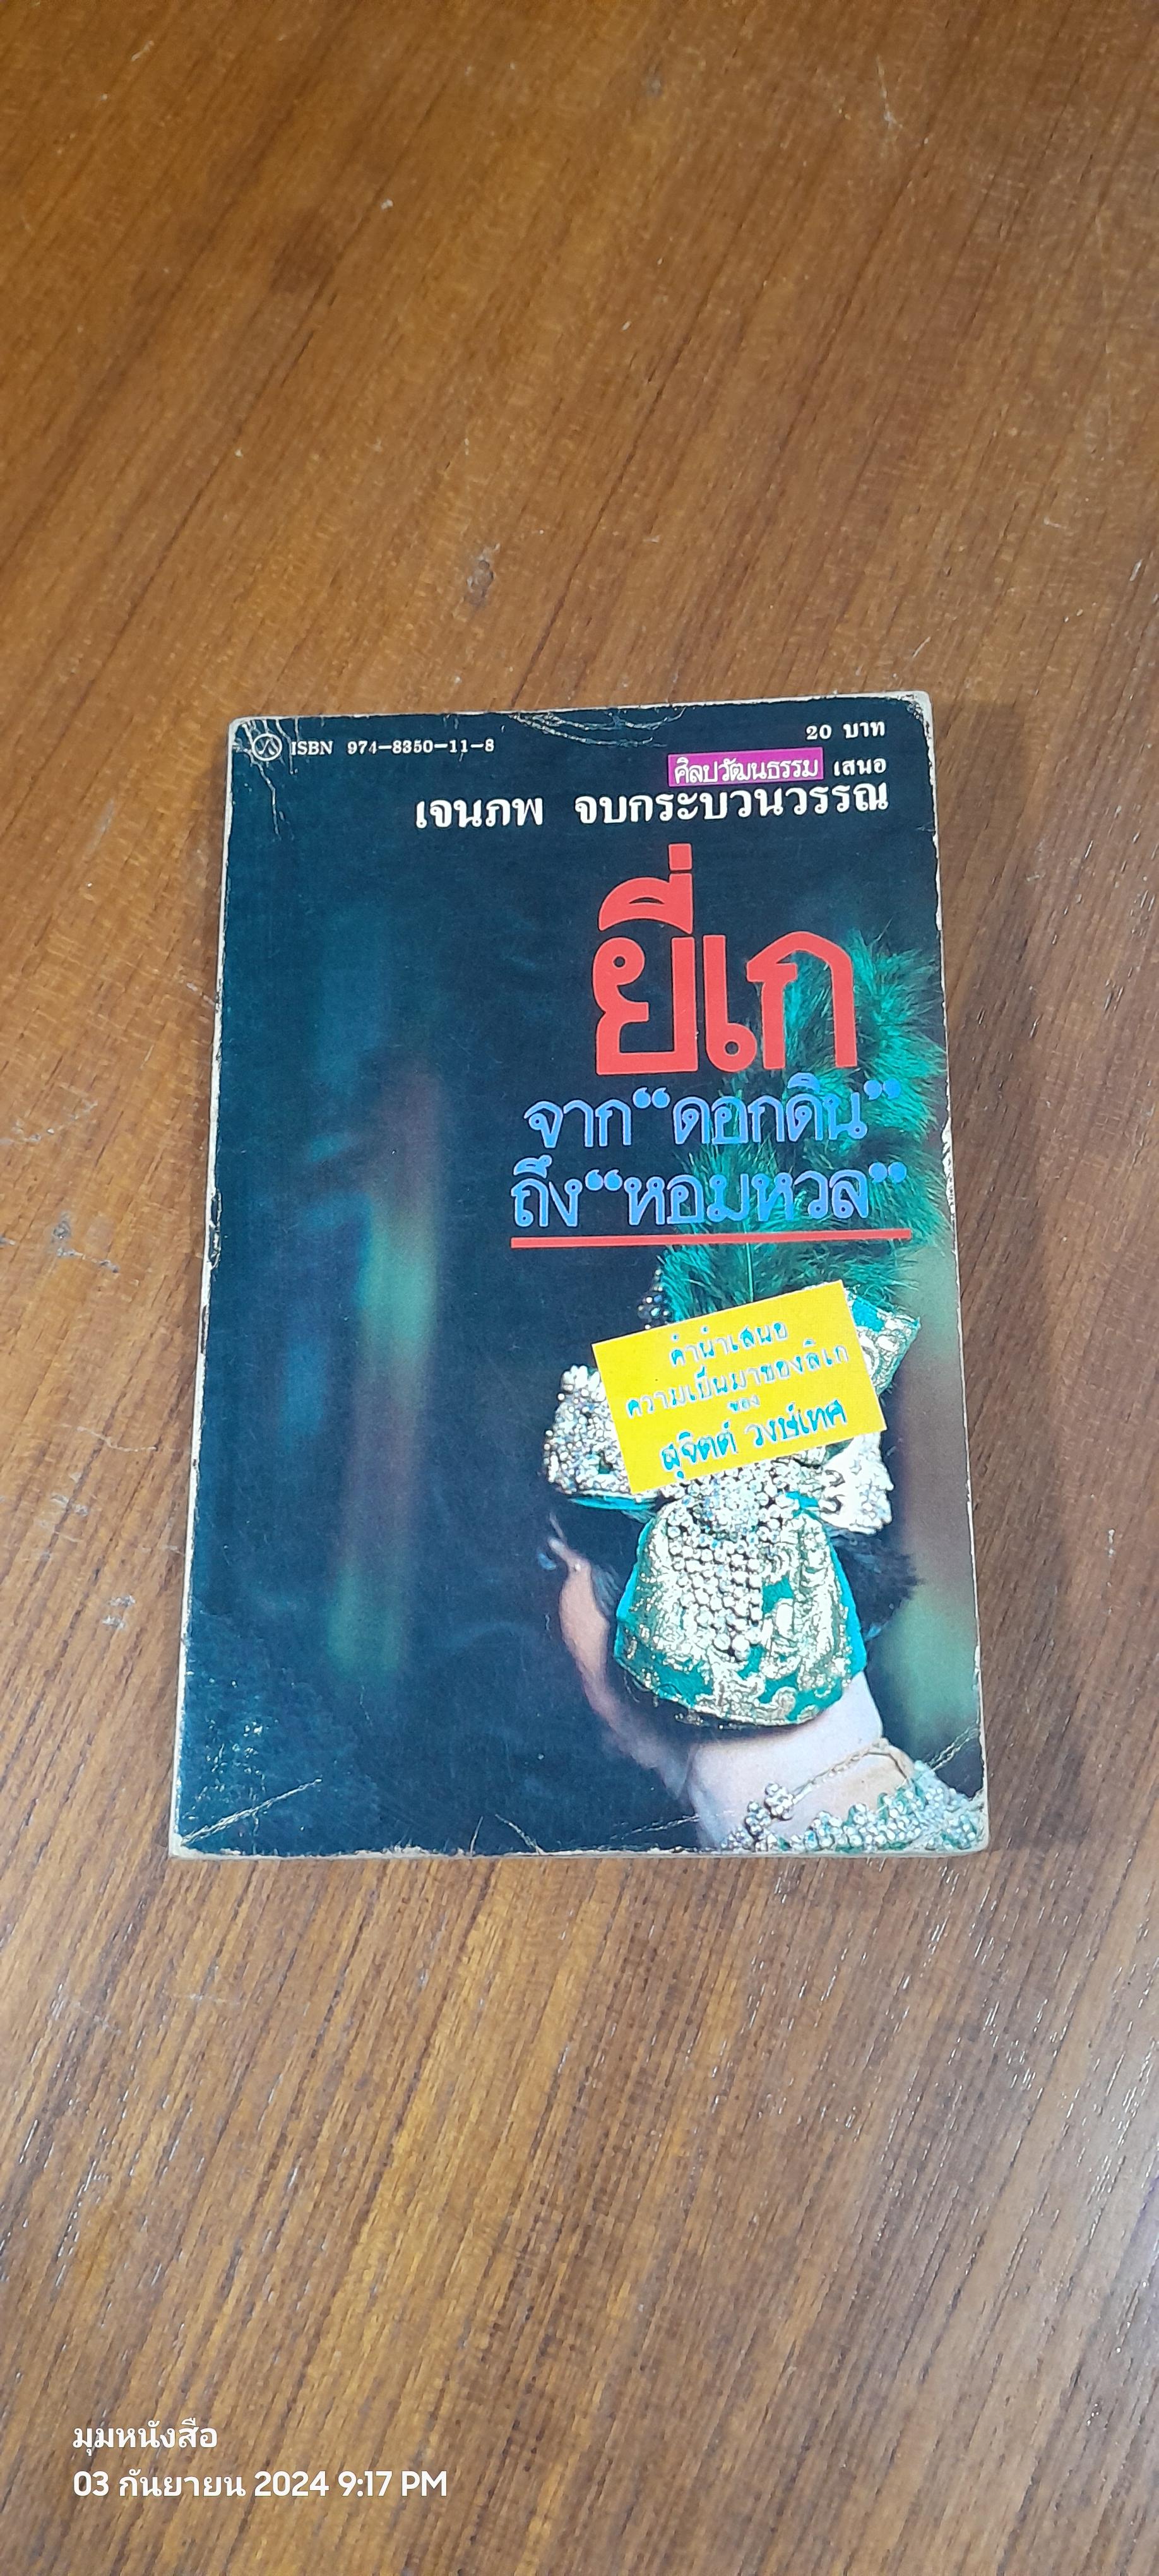 ISBN 974-8350-11-8
20 บาท
ศิลปวัฒนธรรม เสนอ
เจนภพ จบกระบวนวรรณ
ยี่เก
จาก“ดอกดิน”
ถึง“หอมหวล”
คำนำเสนอ
ความเป็นมาของลิเก
ของ
สุจิตต์ วงษ์เทศ
มุมหนังสือ
03 กันยายน 2024 9:17 PM